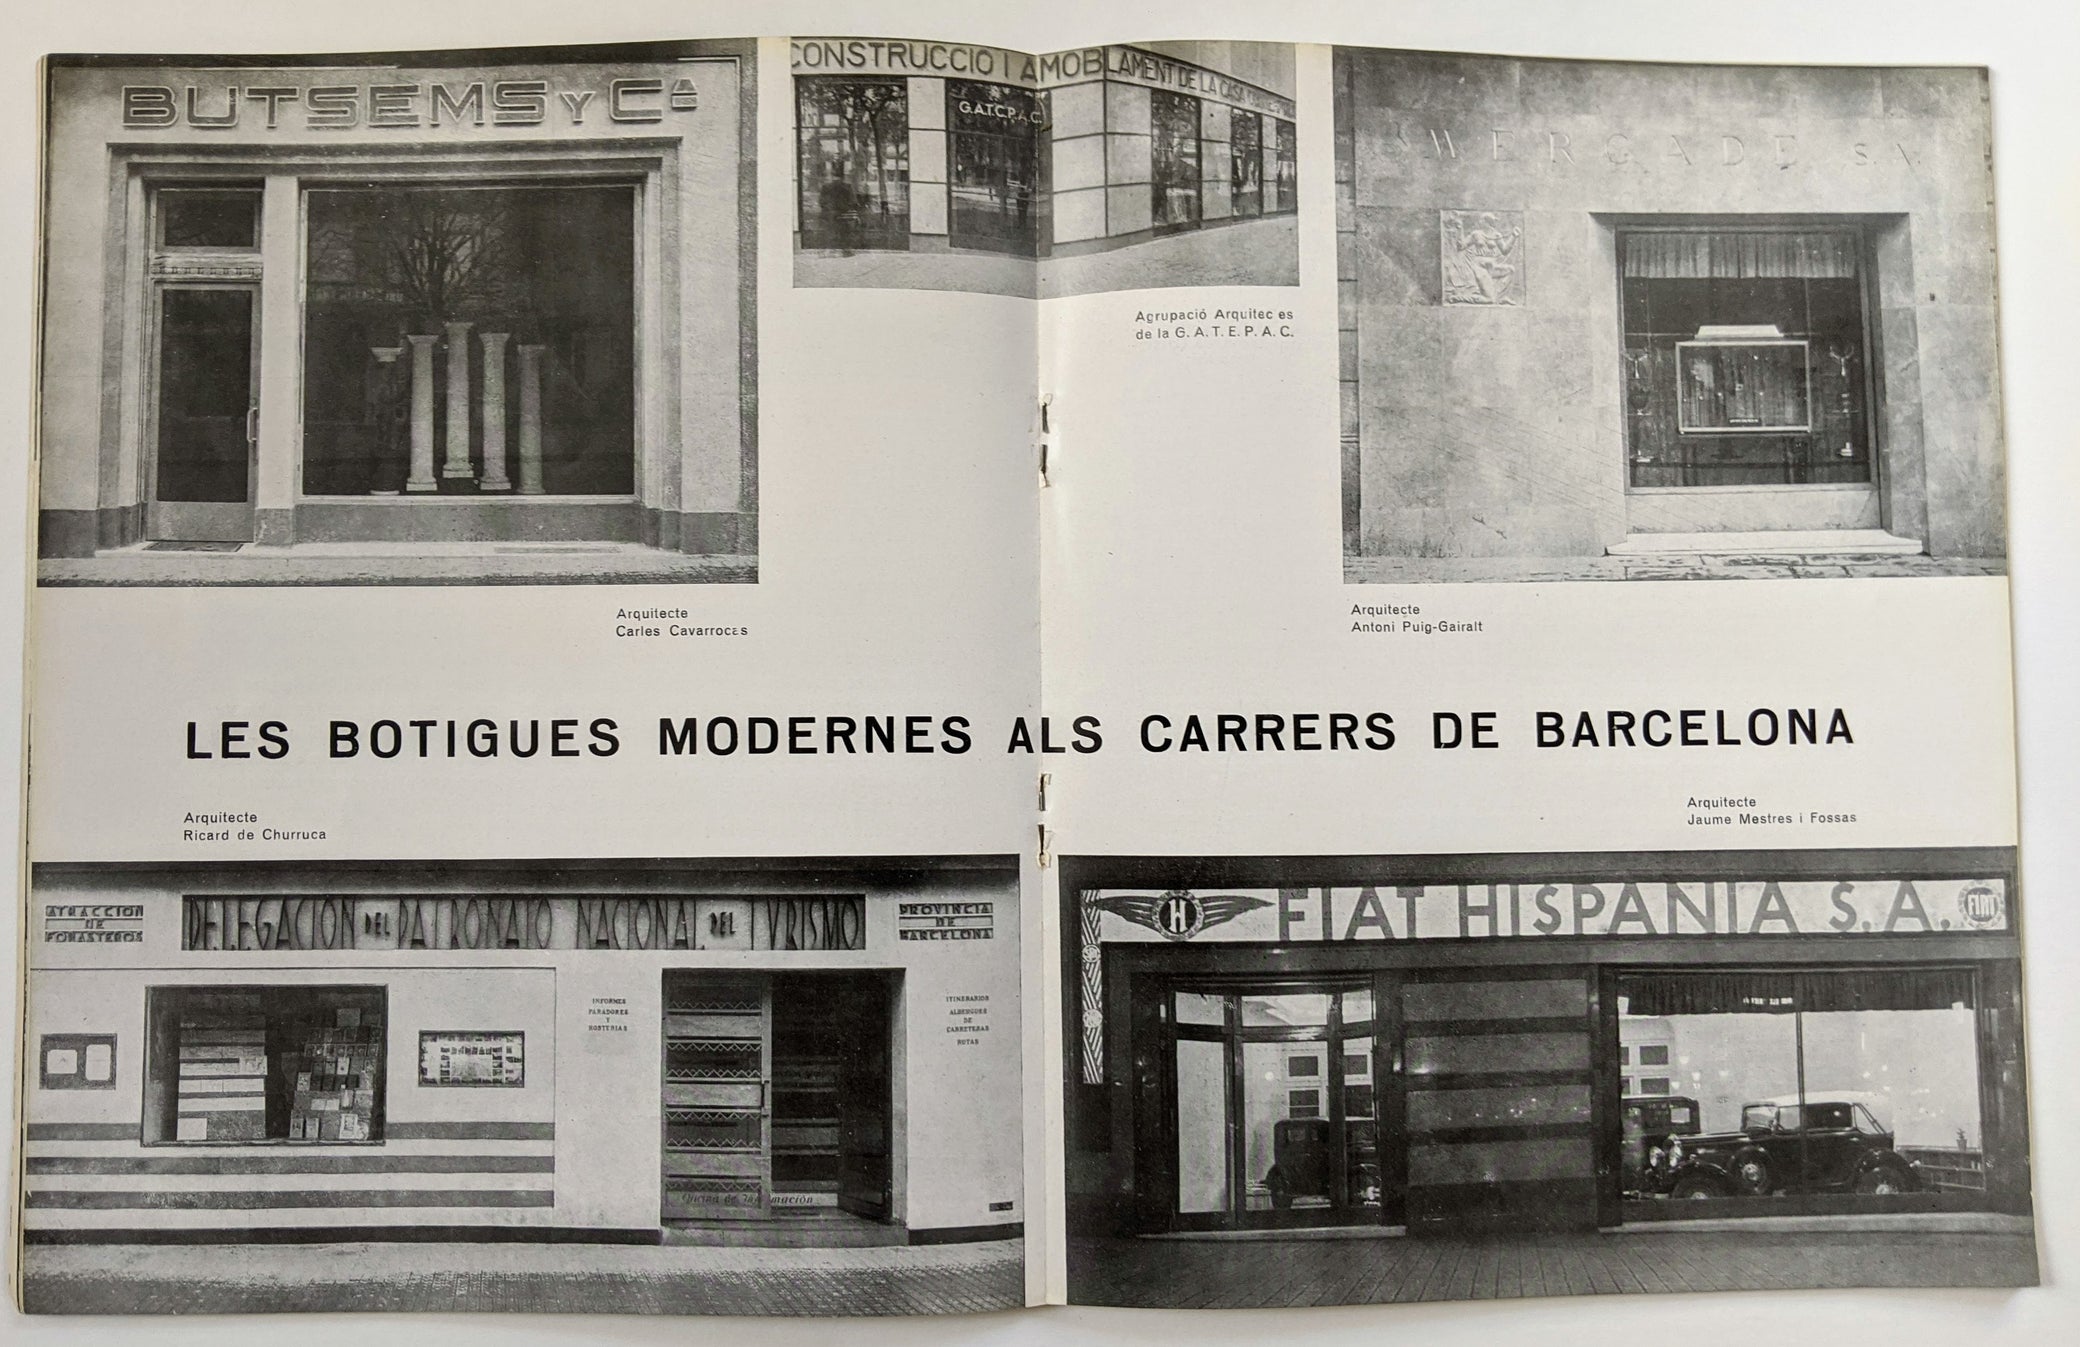 BUTSEMS Y Cª
CONSTRUCCIO I AMOBLAMENT DE LA CASA
G.A.T.C.P.A.C.
WERGADE S.A.
Agrupació Arquitec es
de la G. A. T. E. P. A. C.
Arquitecte
Carles Cavarrocas
Arquitecte
Antoni Puig-Gairalt
LES BOTIGUES MODERNES ALS CARRERS DE BARCELONA
Arquitecte
Ricard de Churruca
Arquitecte
Jaume Mestres i Fossas
ATRACCION
DE
FORASTEROS
DELEGACION DEL PATRONATO NACIONAL DEL TVRISMO
PROVINCIA
DE
BARCELONA
INFORMES
PARADORES
Y
HOSTERIAS
ITINERARIOS
ALBERGUES
DE
CARRETERAS
RUTAS
Oficina de Información
H
FIAT HISPANIA S.A.
FIAT